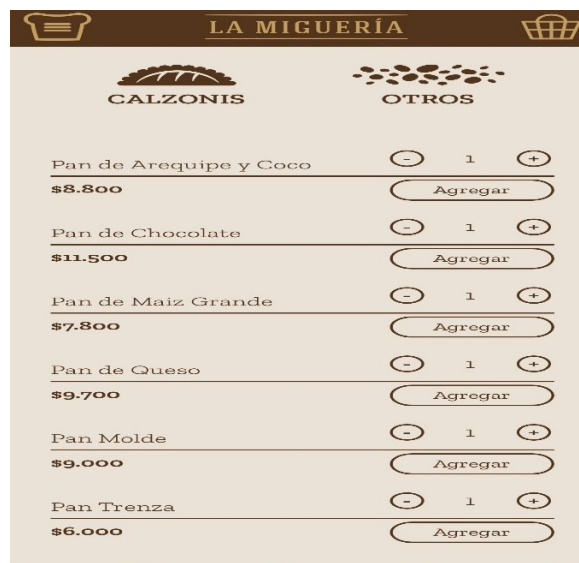 LA MIGUERÍA
CALZONIS OTROS
Pan de Arequipe y Coco - 1 +
$8.800 Agregar
Pan de Chocolate - 1 +
$11.500 Agregar
Pan de Maiz Grande - 1 +
$7.800 Agregar
Pan de Queso - 1 +
$9.700 Agregar
Pan Molde - 1 +
$9.000 Agregar
Pan Trenza - 1 +
$6.000 Agregar